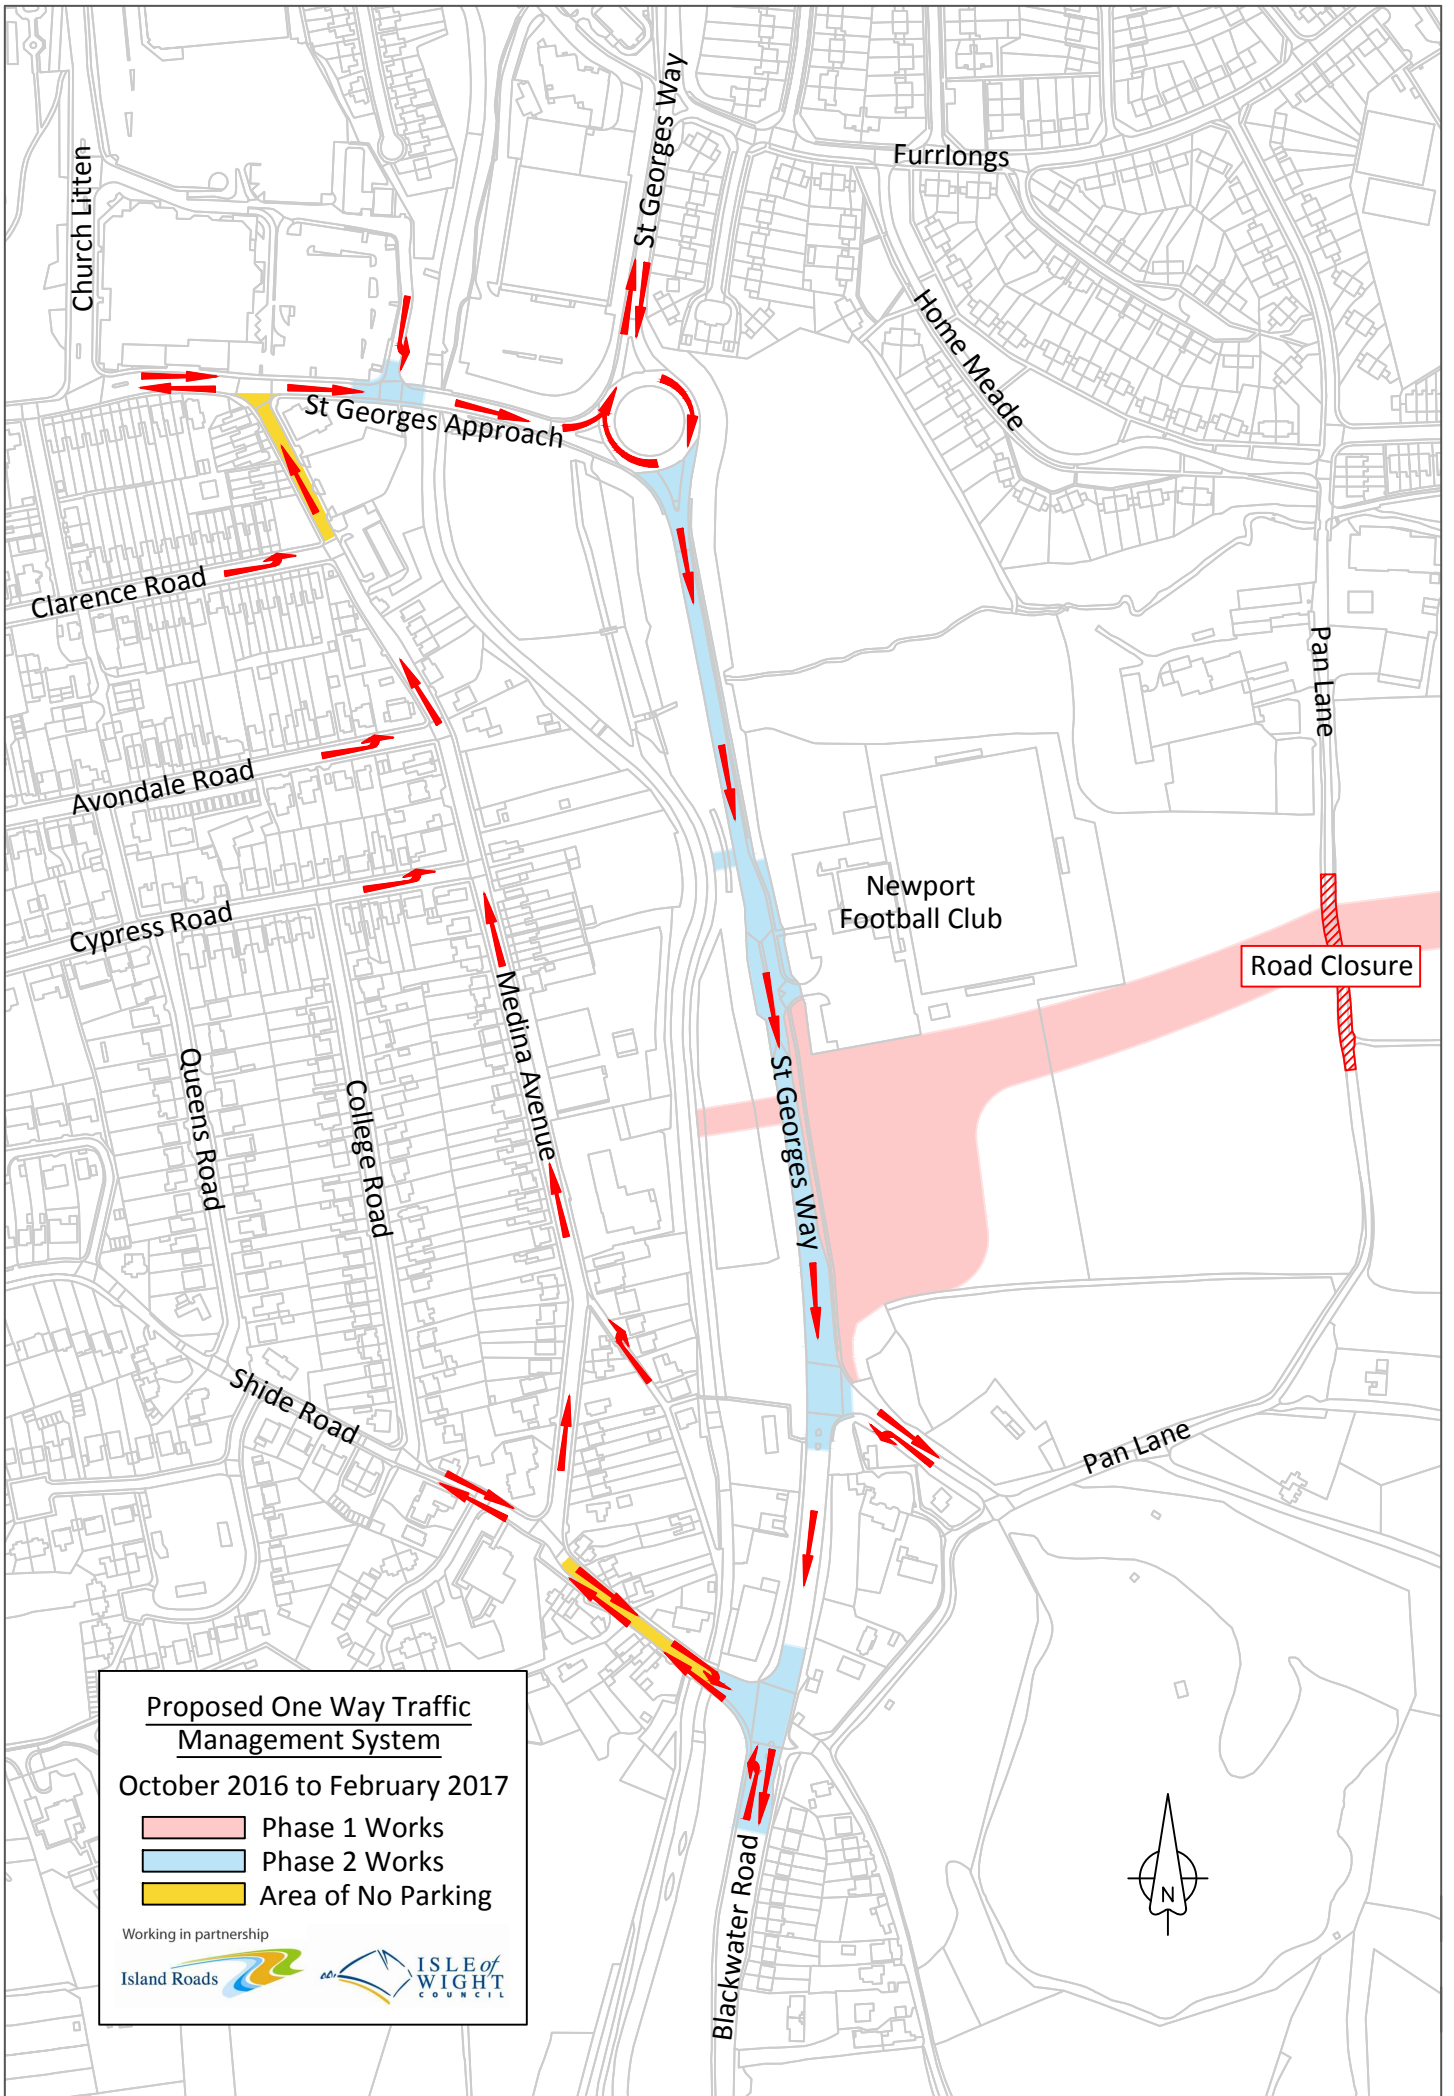 St Georges Way
Furrlongs
Church Litten
Home Meade
St Georges Approach
Clarence Road
Pan Lane
Avondale Road
Newport
Football Club
Cypress Road
Road Closure
Medina Avenue
Queens Road
College Road
St Georges Way
Shide Road
Pan Lane
Proposed One Way Traffic
Management System
October 2016 to February 2017
Phase 1 Works
Phase 2 Works
Area of No Parking
Working in partnership
Island Roads
ISLE of
WIGHT
COUNCIL
Blackwater Road
N